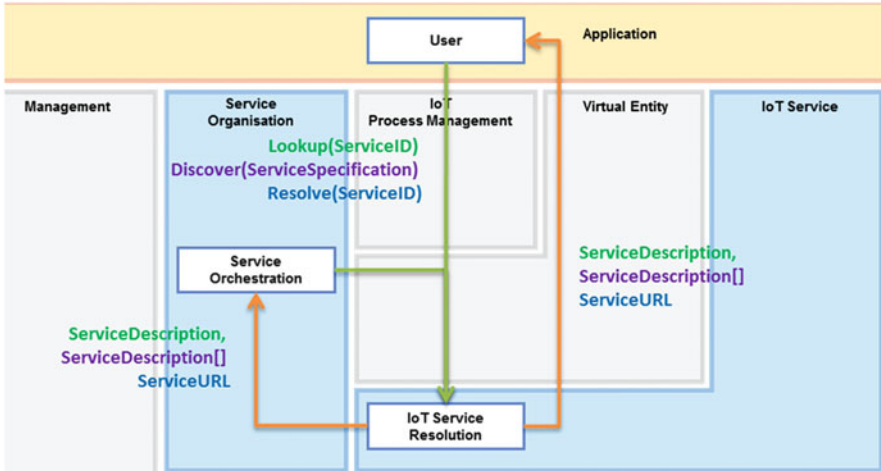 User
Application
Management
Service
Organisation
IoT
Process Management
Virtual Entity
IoT Service
Lookup(ServiceID)
Discover(ServiceSpecification)
Resolve(ServiceID)
Service
Orchestration
ServiceDescription,
ServiceDescription[]
ServiceURL
ServiceDescription,
ServiceDescription[]
ServiceURL
IoT Service
Resolution